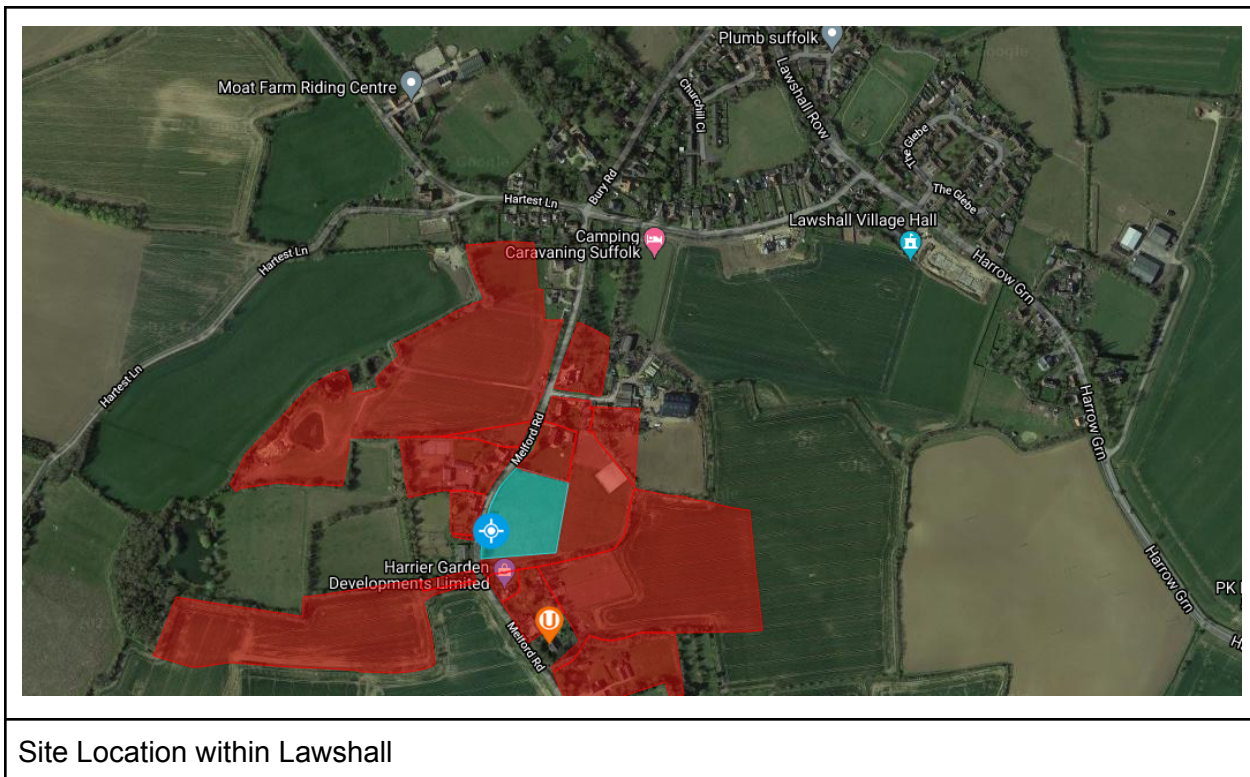 Plumb suffolk
Moat Farm Riding Centre
Churchill Cl
Lawshall Row
The Glebe
The Glebe
Bury Rd
Hartest Ln
Lawshall Village Hall
Camping
Caravaning Suffolk
Hartest Ln
Harrow Grn
Hartest Ln
Harrow Grn
Melford Rd
Harrier Garden
Developments Limited
U
Melford Rd
Harrow Grn
PK
Site Location within Lawshall